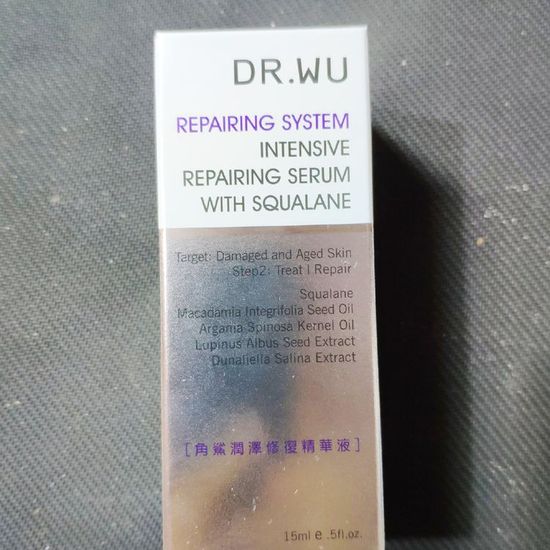 DR.WU
REPAIRING SYSTEM
INTENSIVE
REPAIRING SERUM
WITH SQUALANE
Target: Damaged and Aged Skin
Step2: Treat | Repair
Squalane
Macadamia Integrifolia Seed Oil
Argania Spinosa Kernel Oil
Lupinus Albus Seed Extract
Dunaliella Salina Extract
[角鯊潤澤修復精華液]
15ml e .5fl.oz.